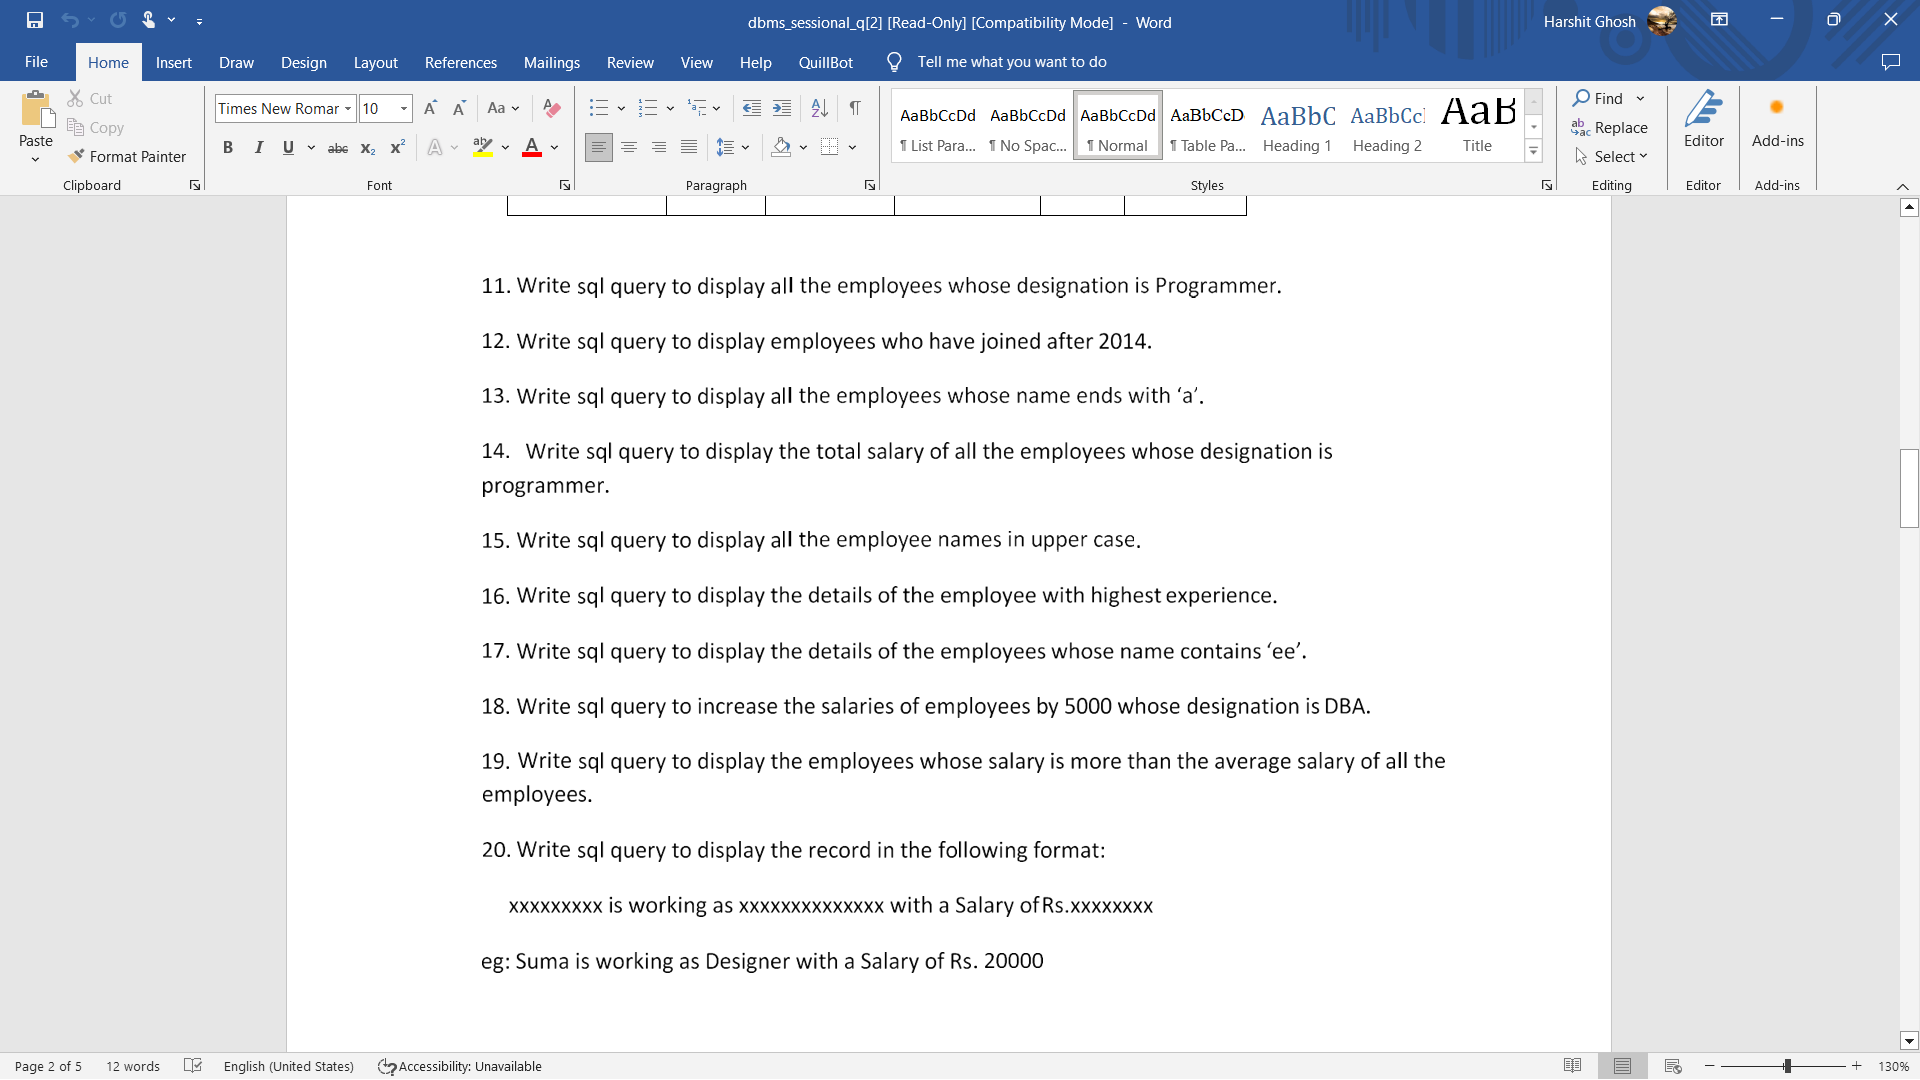 dbms_sessional_q[2] [Read-Only] [Compatibility Mode] - Word
Harshit Ghosh
File Home Insert Draw Design Layout References Mailings Review View Help QuillBot Tell me what you want to do
Paste
Cut
Copy
Format Painter
Clipboard
Times New Romar 10
Font
Paragraph
AaBbCcDd AaBbCcDd AaBbCcDd AaBbCcD AaBbC AaBbCc AaB
¶ List Para... ¶ No Spac... ¶ Normal ¶ Table Pa... Heading 1 Heading 2 Title
Styles
Find
Replace
Select
Editing
Editor
Editor
Add-ins
Add-ins
11. Write sql query to display all the employees whose designation is Programmer.
12. Write sql query to display employees who have joined after 2014.
13. Write sql query to display all the employees whose name ends with ‘a’.
14. Write sql query to display the total salary of all the employees whose designation is
programmer.
15. Write sql query to display all the employee names in upper case.
16. Write sql query to display the details of the employee with highest experience.
17. Write sql query to display the details of the employees whose name contains ‘ee’.
18. Write sql query to increase the salaries of employees by 5000 whose designation is DBA.
19. Write sql query to display the employees whose salary is more than the average salary of all the
employees.
20. Write sql query to display the record in the following format:
xxxxxxxxx is working as xxxxxxxxxxxxxx with a Salary of Rs.xxxxxxxx
eg: Suma is working as Designer with a Salary of Rs. 20000
Page 2 of 5 12 words English (United States) Accessibility: Unavailable 130%